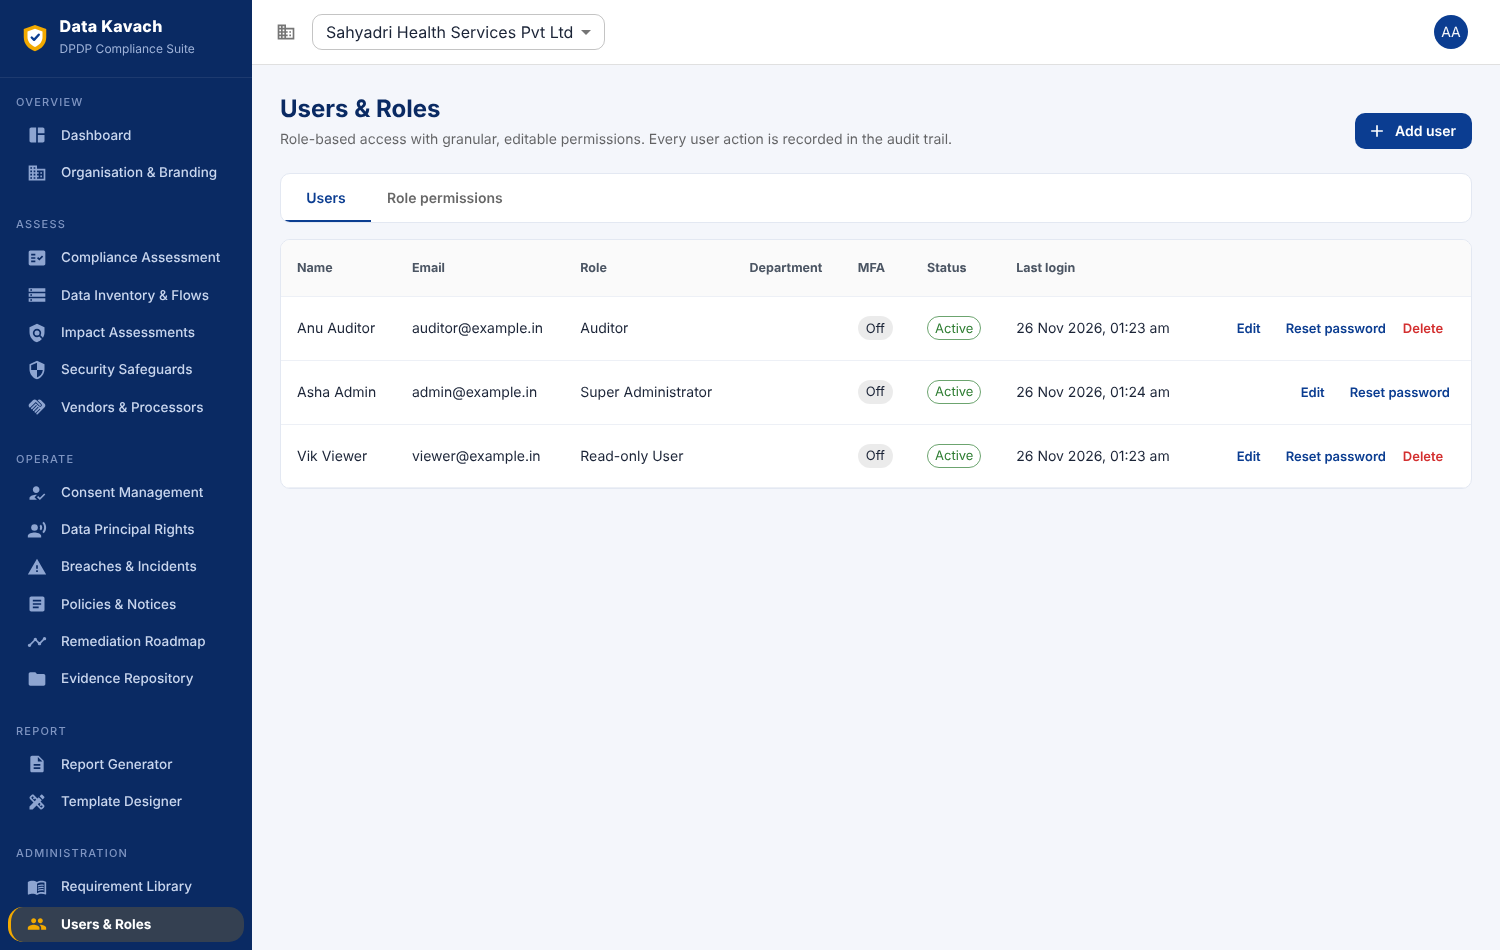 Data Kavach
DPDP Compliance Suite
OVERVIEW
Dashboard
Organisation & Branding
ASSESS
Compliance Assessment
Data Inventory & Flows
Impact Assessments
Security Safeguards
Vendors & Processors
OPERATE
Consent Management
Data Principal Rights
Breaches & Incidents
Policies & Notices
Remediation Roadmap
Evidence Repository
REPORT
Report Generator
Template Designer
ADMINISTRATION
Requirement Library
Users & Roles
Sahyadri Health Services Pvt Ltd
AA
Users & Roles
Role-based access with granular, editable permissions. Every user action is recorded in the audit trail.
Add user
Users Role permissions
Name Email Role Department MFA Status Last login
Anu Auditor auditor@example.in Auditor Off Active 26 Nov 2026, 01:23 am Edit Reset password Delete
Asha Admin admin@example.in Super Administrator Off Active 26 Nov 2026, 01:24 am Edit Reset password
Vik Viewer viewer@example.in Read-only User Off Active 26 Nov 2026, 01:23 am Edit Reset password Delete